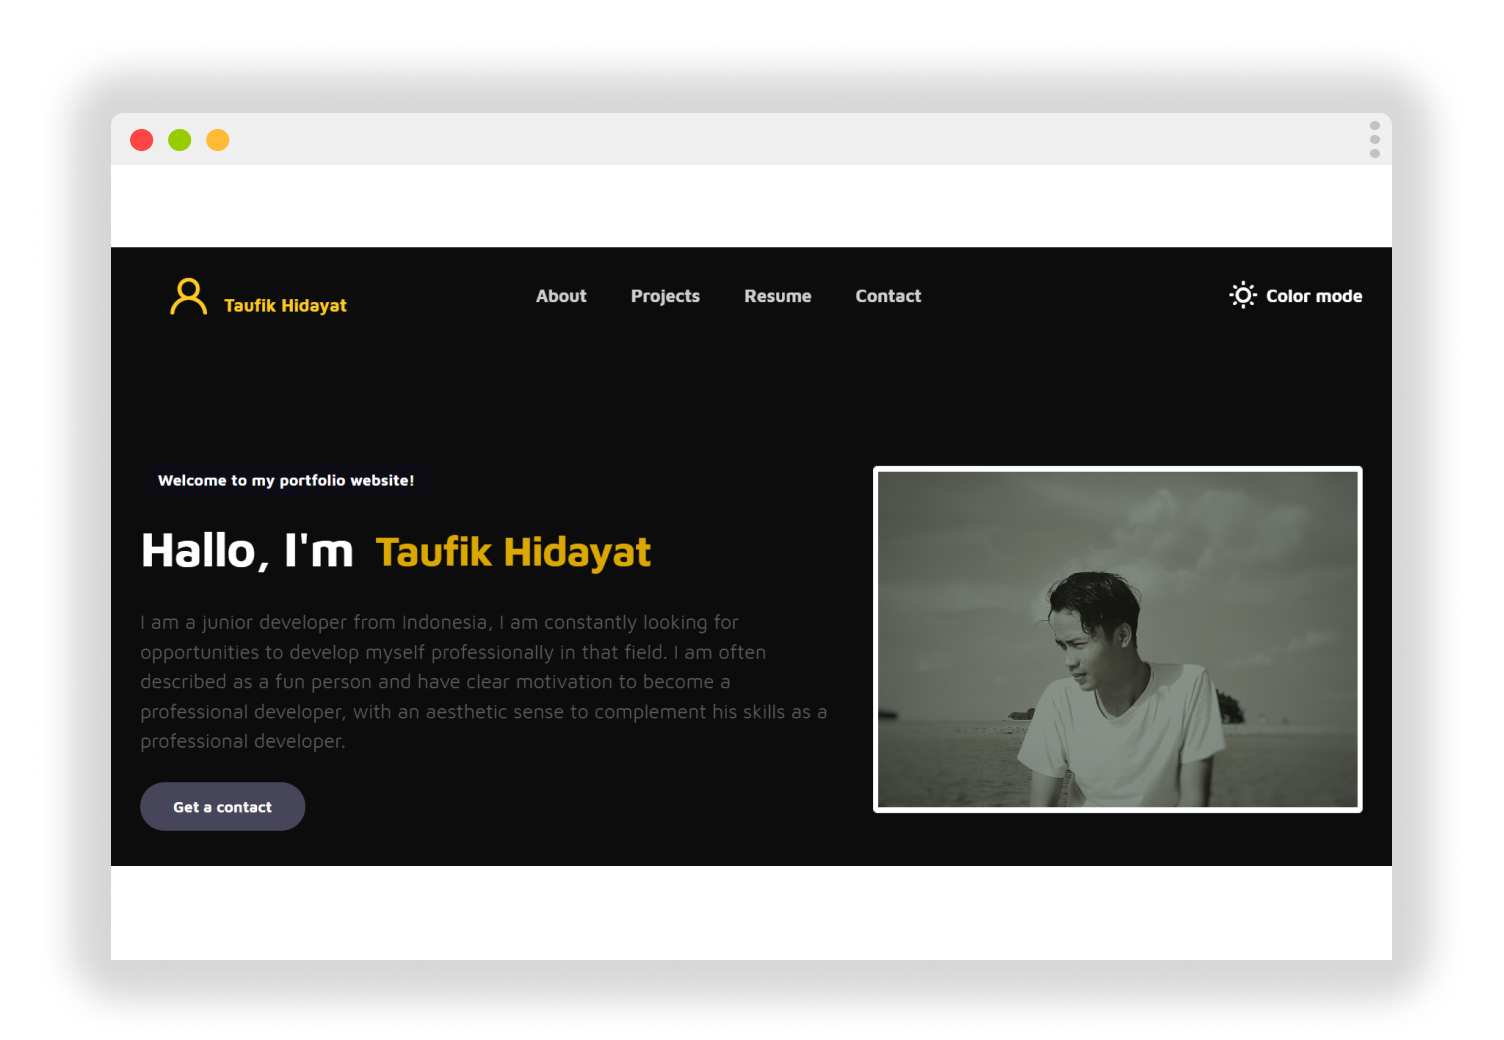 Taufik Hidayat
About Projects Resume Contact
Color mode
Welcome to my portfolio website!
Hallo, I'm Taufik Hidayat
I am a junior developer from Indonesia, I am constantly looking for
opportunities to develop myself professionally in that field. I am often
described as a fun person and have clear motivation to become a
professional developer, with an aesthetic sense to complement his skills as a
professional developer.
Get a contact